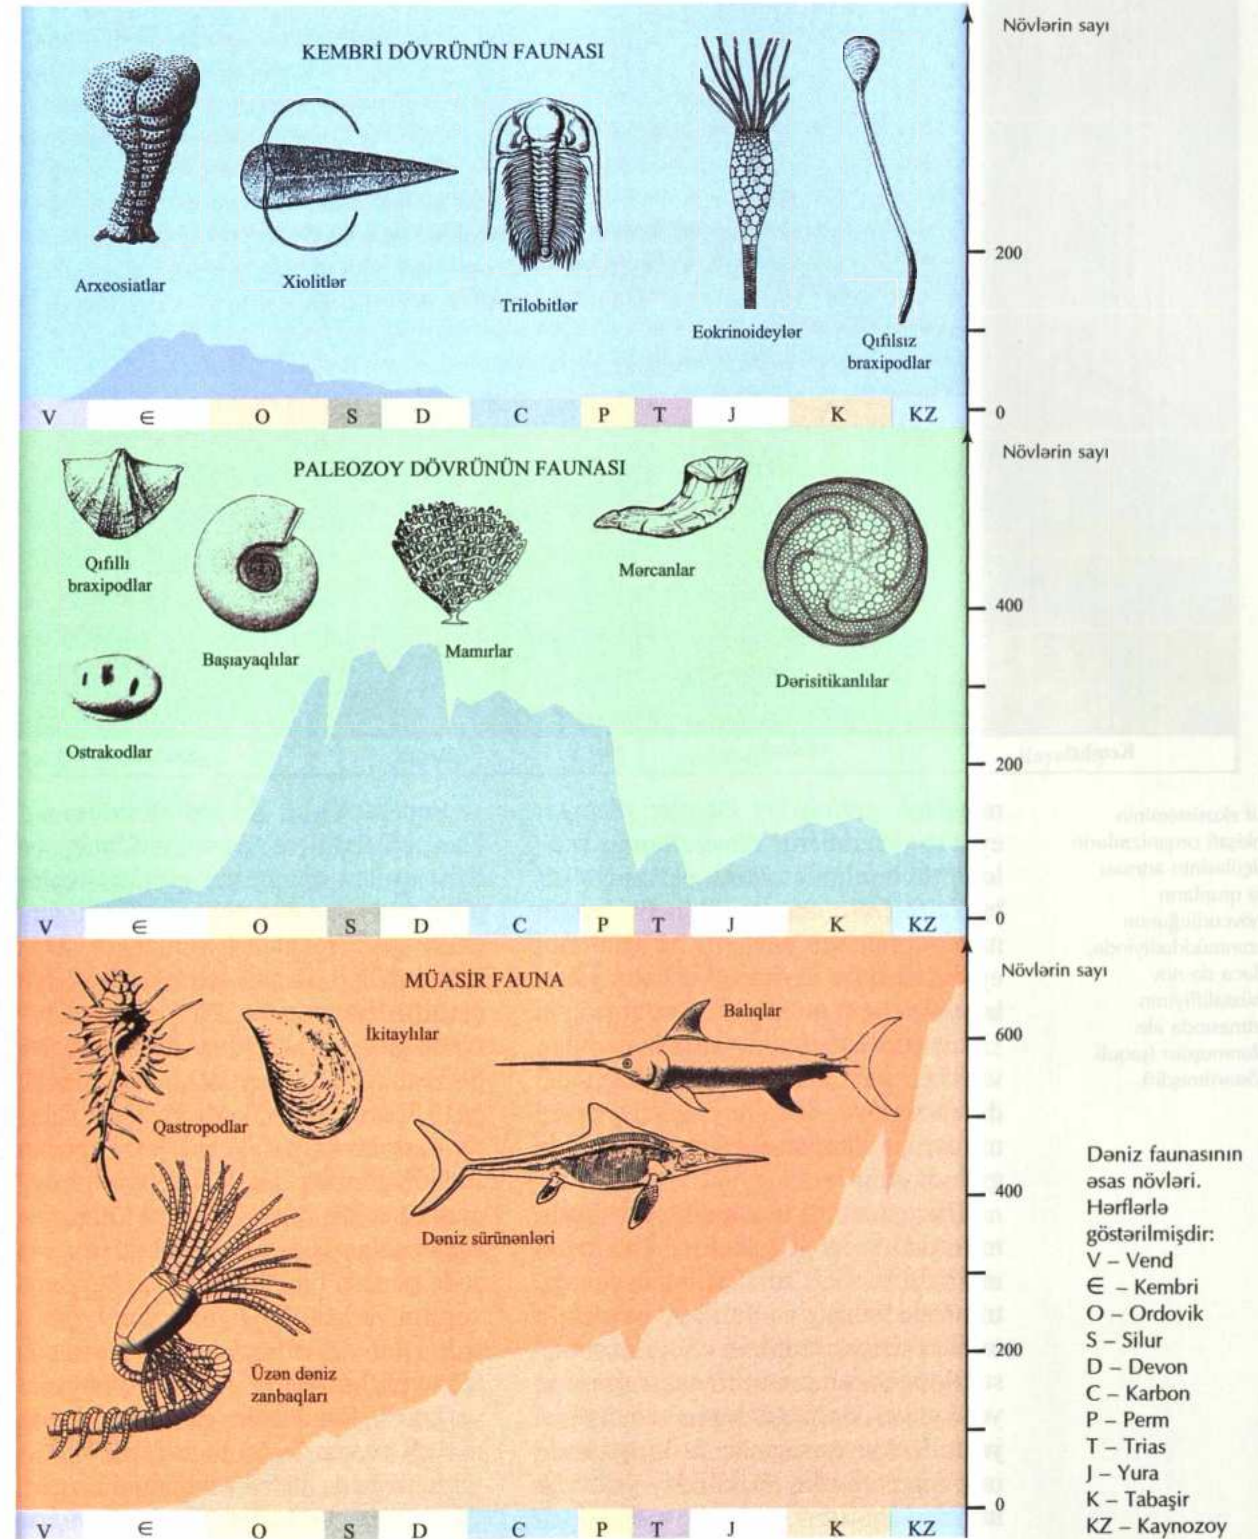 Növlərin sayı
KEMBRİ DÖVRÜNÜN FAUNASI
Arxeosiatlar
Xiolitlər
Trilobitlər
Eokrinoideylər
Qıfılsız
braxipodlar
200
0
V Є O S D C P T J K KZ
Növlərin sayı
PALEOZOY DÖVRÜNÜN FAUNASI
Qıfıllı
braxipodlar
Başıayaqlılar
Mamırlar
Mərcanlar
Dərisitikanlılar
Ostrakodlar
400
200
0
V Є O S D C P T J K KZ
Növlərin sayı
MÜASİR FAUNA
Qastropodlar
İkitaylılar
Balıqlar
Dəniz sürünənləri
Üzən dəniz
zanbaqları
600
400
200
0
V Є O S D C P T J K KZ
Dəniz faunasının
əsas növləri.
Hərflərlə
göstərilmişdir:
V – Vend
Є – Kembri
O – Ordovik
S – Silur
D – Devon
C – Karbon
P – Perm
T – Trias
J – Yura
K – Tabaşir
KZ – Kaynozoy